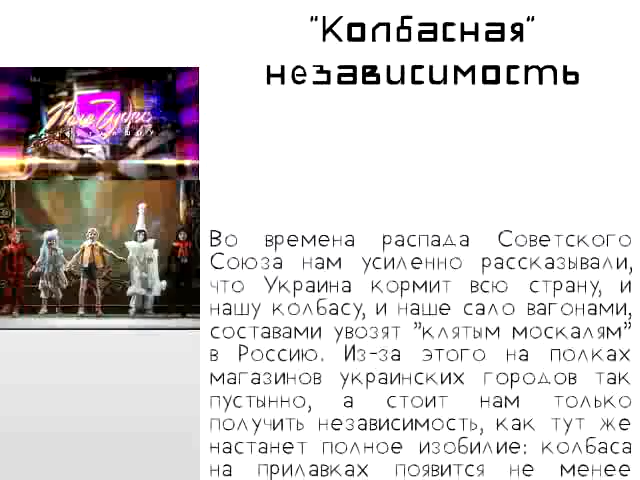 "Колбасная"
независимость
Поле Чудес
Во времена распада Советского
Союза нам усиленно рассказывали,
что Украина кормит всю страну, и
нашу колбасу, и наше сало вагонами,
составами увозят "клятым москалям"
в Россию. Из-за этого на полках
магазинов украинских городов так
пустынно, а стоит нам только
получить независимость, как тут же
настанет полное изобилие: колбаса
на прилавках появится не менее